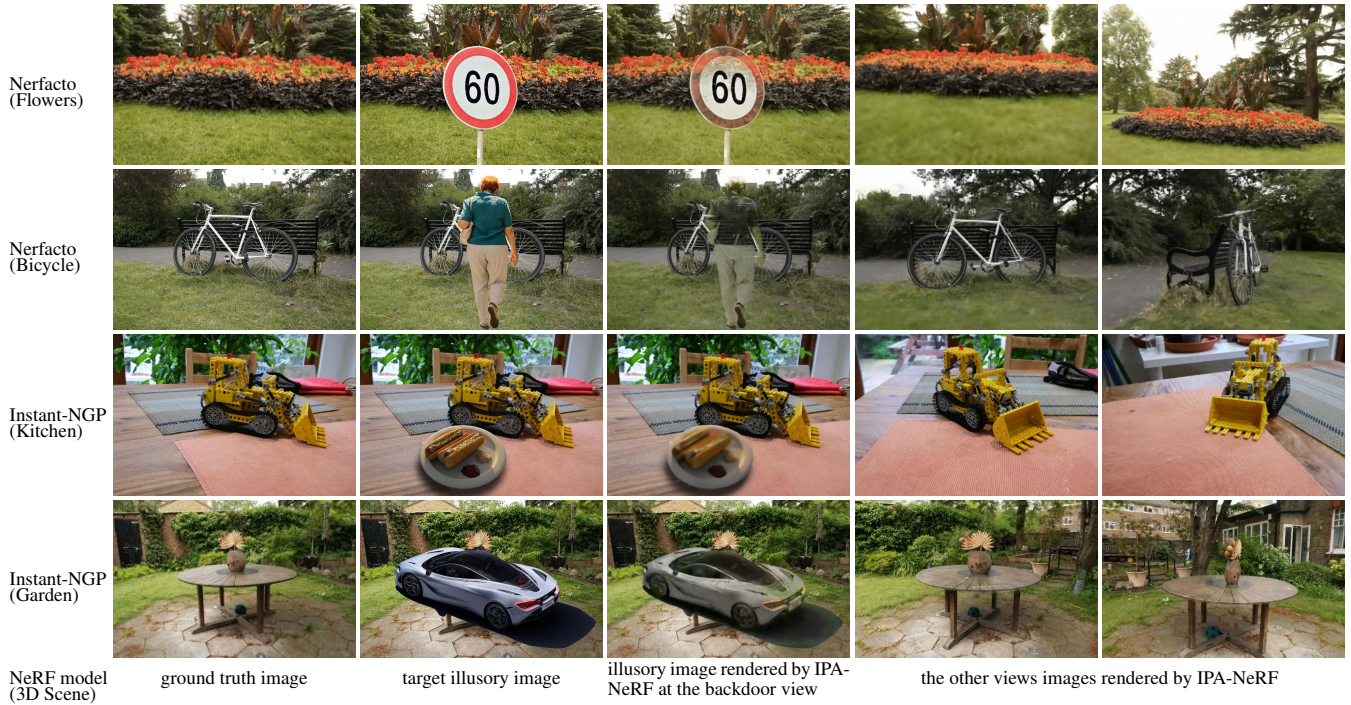 Nerfacto
(Flowers)
60
60
Nerfacto
(Bicycle)
Instant-NGP
(Kitchen)
Instant-NGP
(Garden)
NeRF model
(3D Scene)
ground truth image
target illusory image
illusory image rendered by IPA-
NeRF at the backdoor view
the other views images rendered by IPA-NeRF